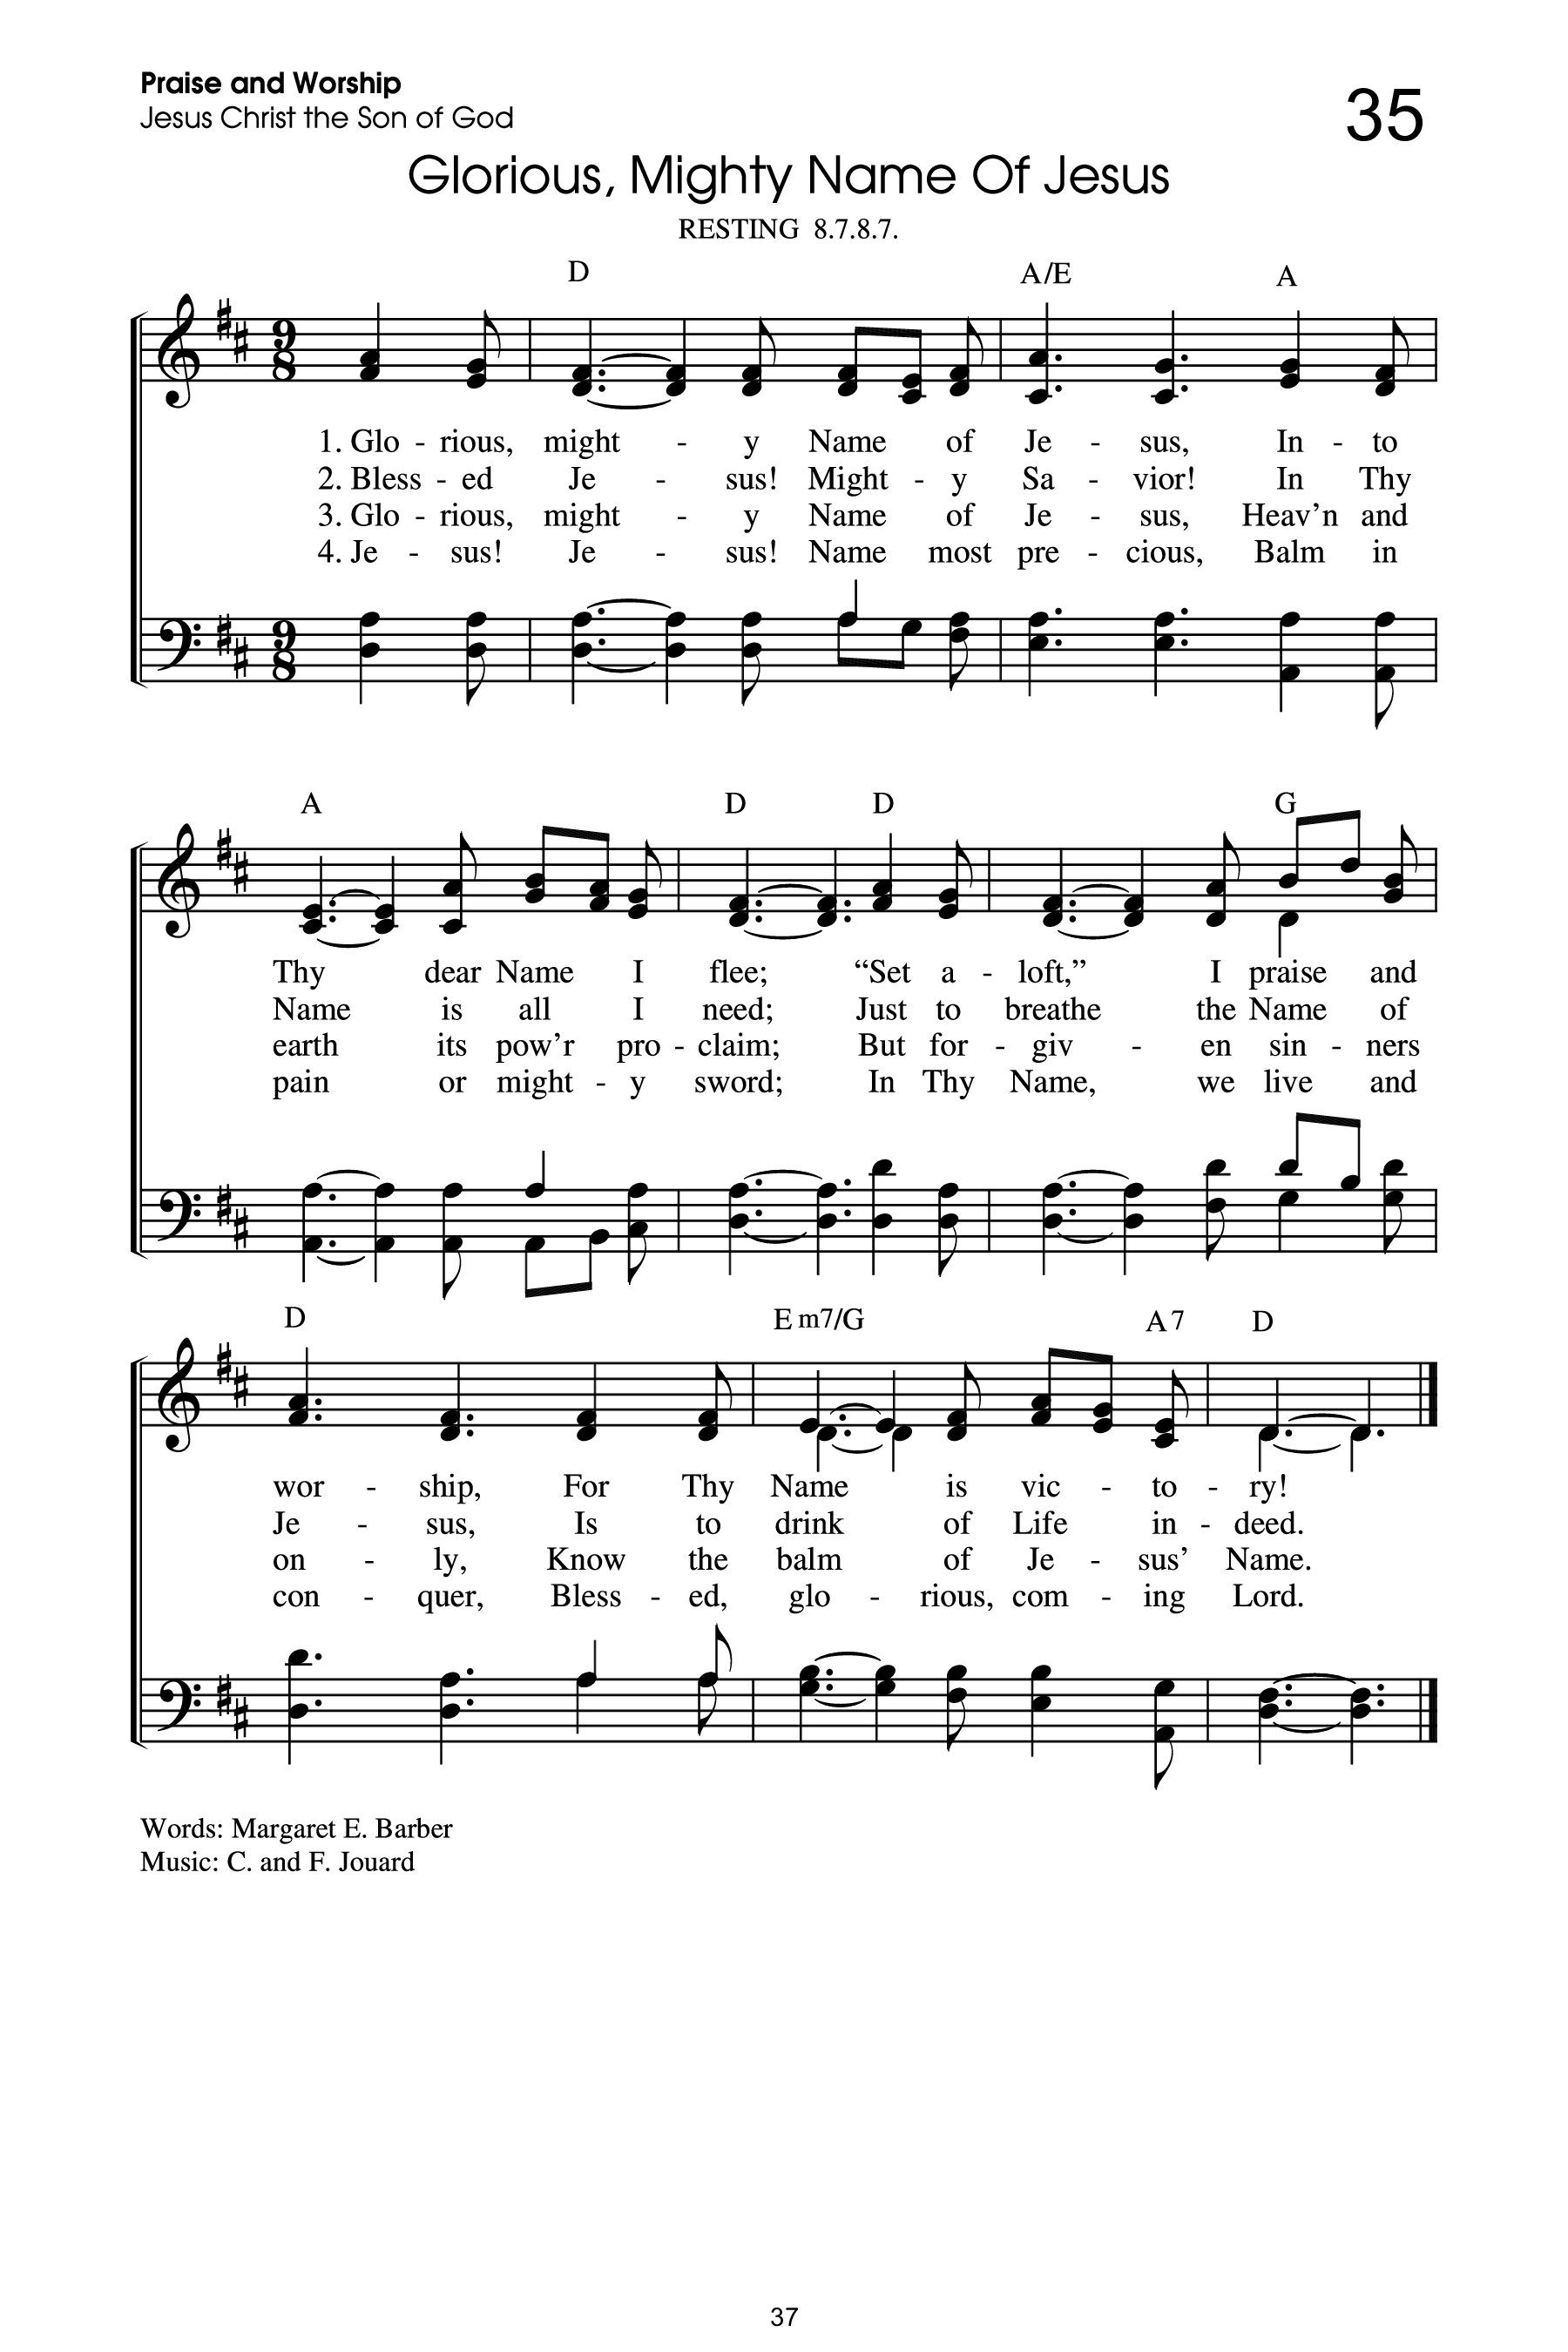 Praise and Worship
35
Jesus Christ the Son of God
Glorious, Mighty Name Of Jesus
RESTING 8.7.8.7.
D A/E A
9 8
1. Glo - rious, might - y Name of Je - sus, In - to
2. Bless - ed Je - sus! Might - y Sa - vior! In Thy
3. Glo - rious, might - y Name of Je - sus, Heav’n and
4. Je - sus! Je - sus! Name most pre - cious, Balm in
9 8
A D D G
Thy dear Name I flee; “Set a - loft,” I praise and
Name is all I need; Just to breathe the Name of
earth its pow’r pro - claim; But for - giv - en sin - ners
pain or might - y sword; In Thy Name, we live and
D Em7/G A7 D
wor - ship, For Thy Name is vic - to - ry!
Je - sus, Is to drink of Life in - deed.
on - ly, Know the balm of Je - sus’ Name.
con - quer, Bless - ed, glo - rious, com - ing Lord.
Words: Margaret E. Barber
Music: C. and F. Jouard
37